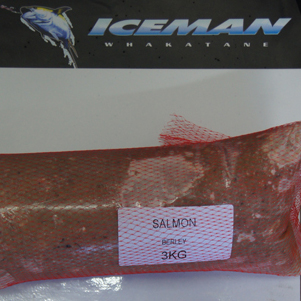 ICEMAN
WHAKATANE
SALMON
BERLEY
3KG